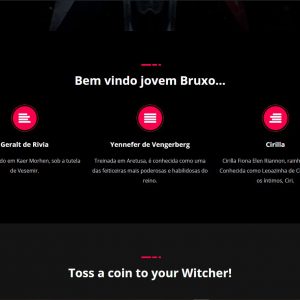 Bem vindo jovem Bruxo...
Geralt de Rivia
do em Kaer Morhen, sob a tutela
de Vesemir.
Yennefer de Vengerberg
Treinada em Aretusa, é conhecida como uma
das feiticeiras mais poderosas e habilidosas do
reino.
Cirilla
Cirilla Fiona Elen Riannon,
Conhecida como Leoazinha de C
os íntimos, Ciri.
Toss a coin to your Witcher!